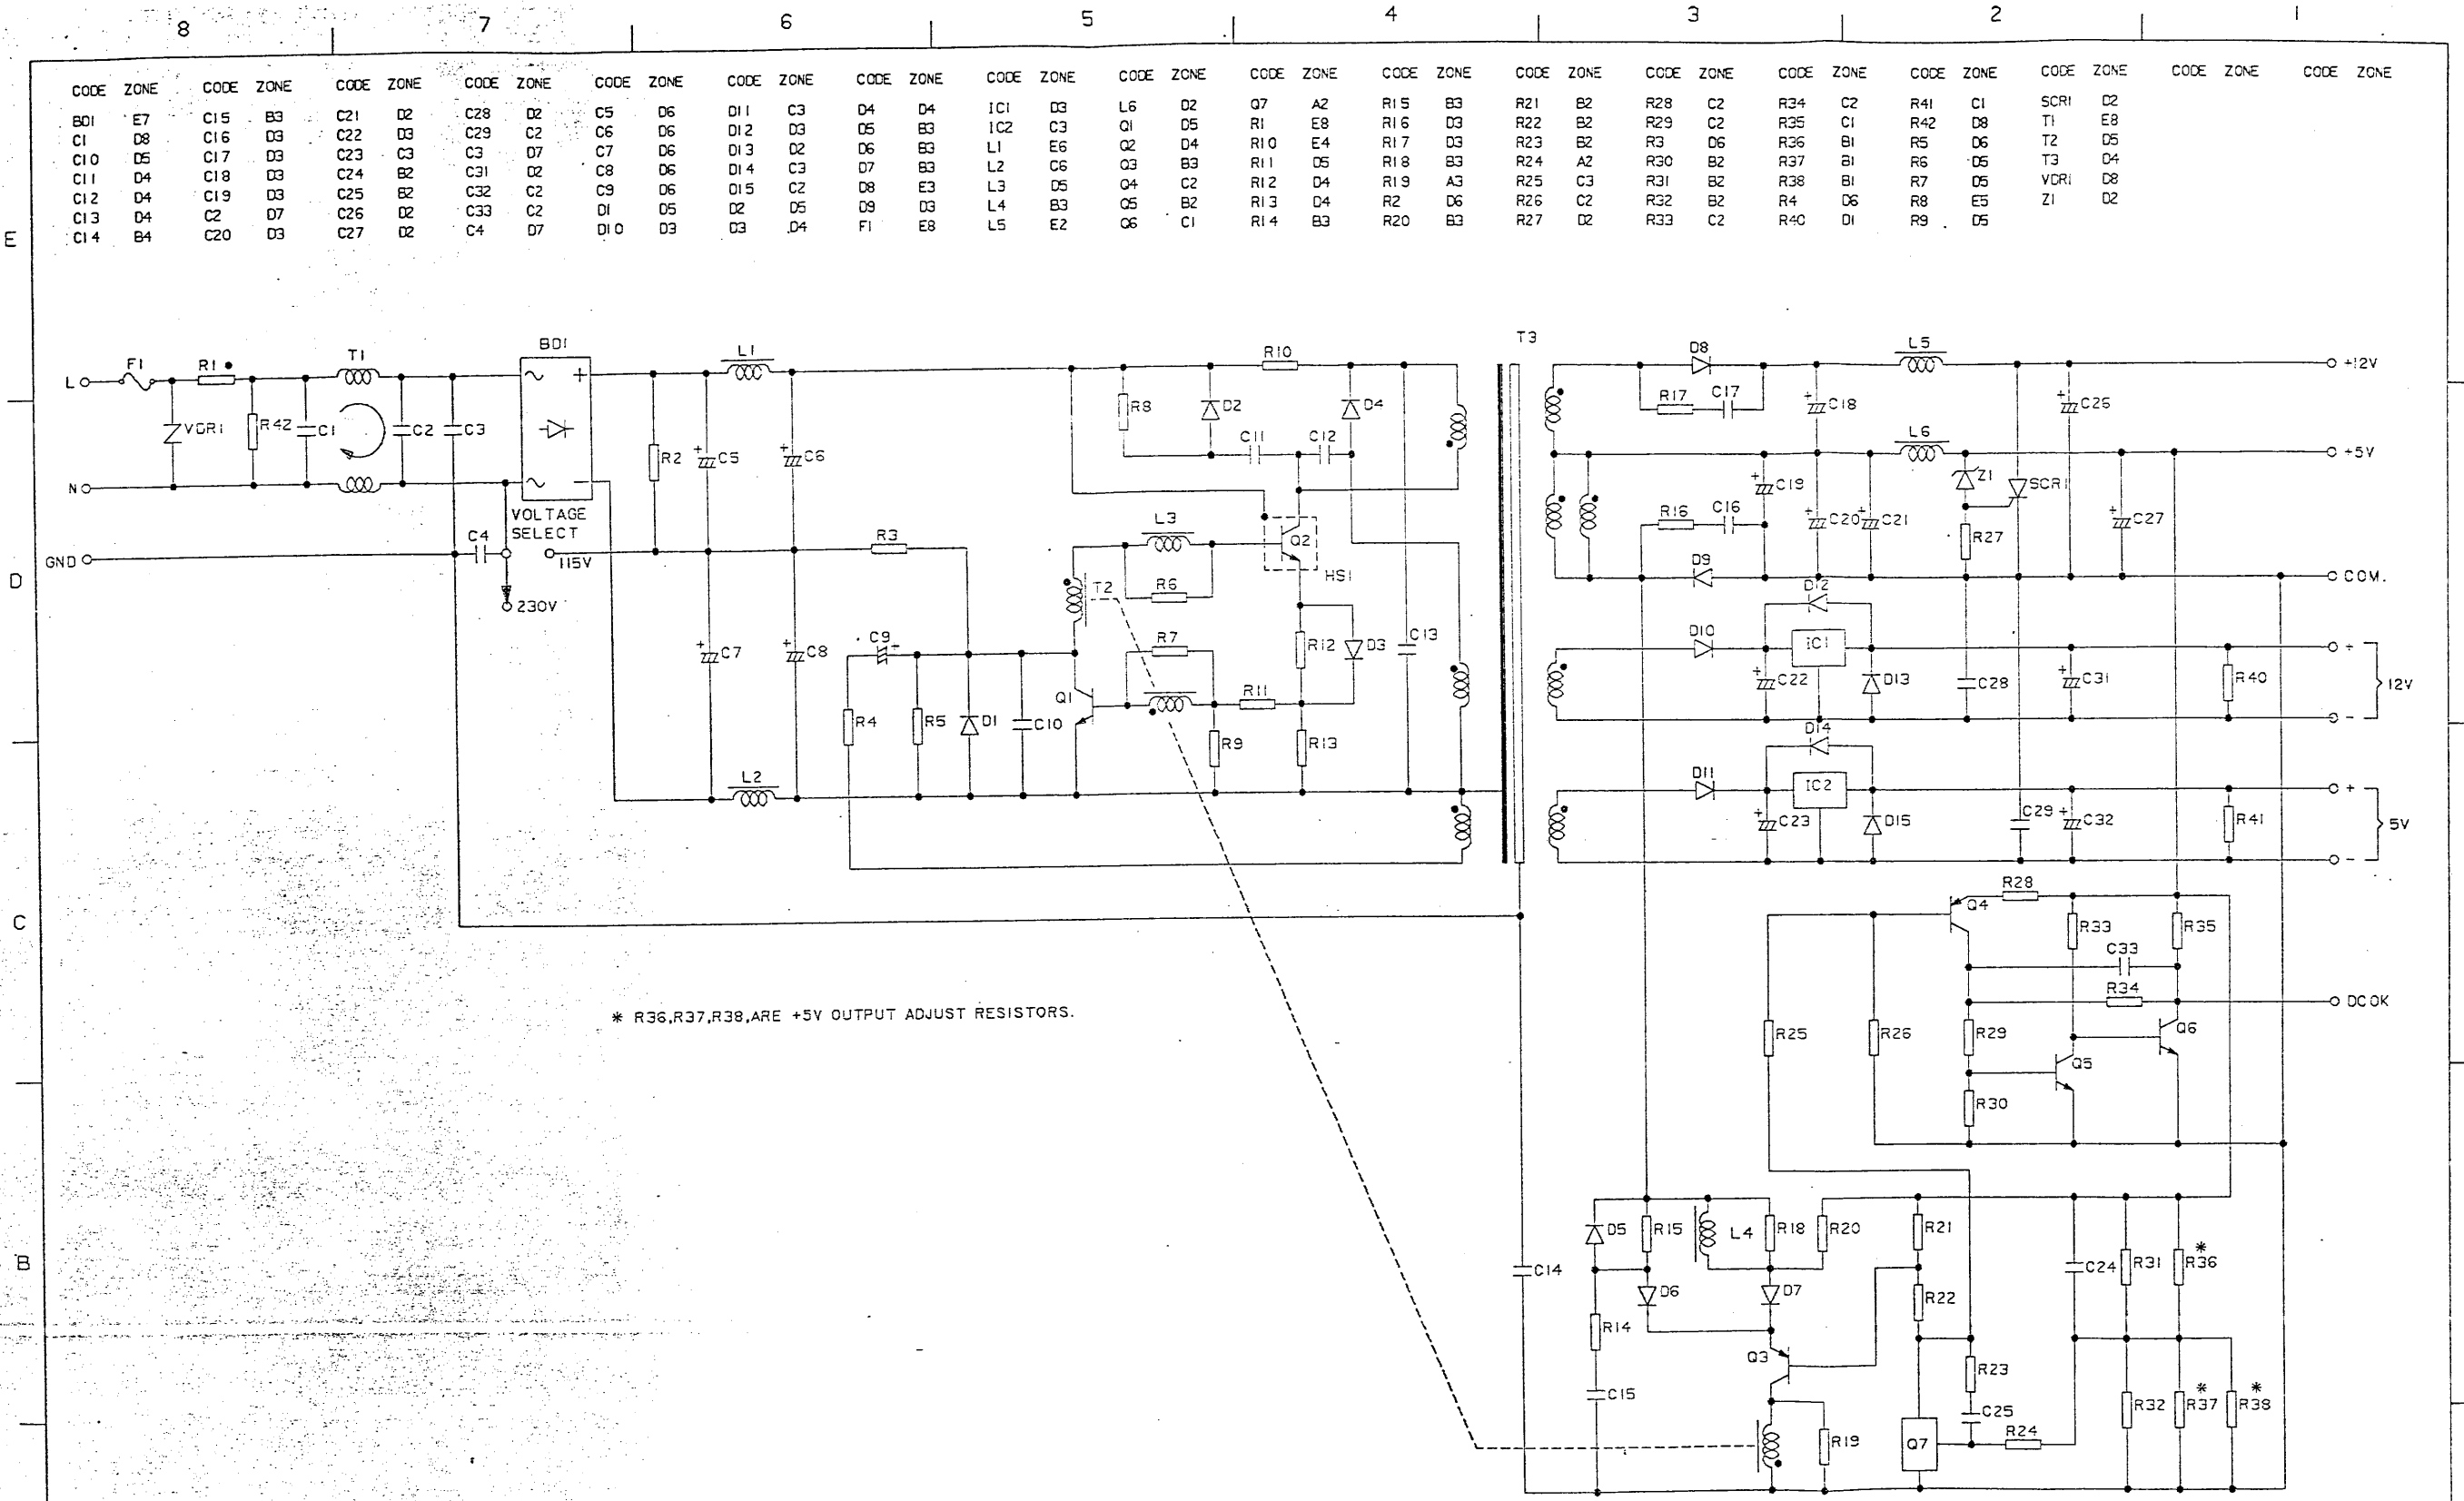 8 7 6 5 4 3 2 1
CODE ZONE CODE ZONE CODE ZONE CODE ZONE CODE ZONE CODE ZONE CODE ZONE CODE ZONE CODE ZONE CODE ZONE CODE ZONE CODE ZONE CODE ZONE CODE ZONE CODE ZONE CODE ZONE CODE ZONE CODE ZONE
BD1 E7 C15 B3 C21 D2 C28 D2 C5 D6 D11 C3 D4 D4 IC1 D3 L6 D2 Q7 A2 R15 B3 R21 B2 R28 C2 R34 C2 R41 C1 SCR1 D2
C1 D8 C16 D3 C22 D3 C29 C2 C6 D6 D12 D3 D5 B3 IC2 C3 Q1 D5 R1 E8 R16 D3 R22 B2 R29 C2 R35 C1 R42 D8 T1 E8
C10 D5 C17 D3 C23 C3 C3 D7 C7 D6 D13 D2 D6 B3 L1 E6 Q2 D4 R10 E4 R17 D3 R23 B2 R3 D6 R36 B1 R5 D6 T2 D5
C11 D4 C18 D3 C24 B2 C31 D2 C8 D6 D14 C3 D7 B3 L2 C6 Q3 B3 R11 D5 R18 B3 R24 A2 R30 B2 R37 B1 R6 D5 T3 D4
C12 D4 C19 D3 C25 B2 C32 C2 C9 D6 D15 C2 D8 E3 L3 D5 Q4 C2 R12 D4 R19 A3 R25 C3 R31 B2 R38 B1 R7 D5 VDR1 D8
C13 D4 C2 D7 C26 D2 C33 C2 D1 D5 D2 D5 D9 D3 L4 B3 Q5 B2 R13 D4 R2 D6 R26 C2 R32 B2 R4 D6 R8 E5 Z1 D2
C14 B4 C20 D3 C27 D2 C4 D7 D10 D3 D3 D4 F1 E8 L5 E2 Q6 C1 R14 B3 R20 B3 R27 D2 R33 C2 R40 D1 R9 D5
E
T3
F1 R1 T1 BD1 L1 R10 D8 L5
L ~ + +12V
R8 D2 D4 R17 C17 + C18 + C26
VDR1 R42 C1 C2 C3 C11 C12 L6
R2 + C5 + C6 +5V
N ~ − + C19 Z1 SCR1
VOLTAGE
SELECT
C4 115V R3 L3 Q2 R16 C16 + C20 + C21 R27 + C27
GND
D
230V T2 R6 HS1 D9 D12 COM.
+ C7 + C8 C9 + R7 R12 D3 C13 D10 IC1 +
Q1 R11 + C22 D13 C28 + C31 R40 12V
R4 R5 D1 C10 R9 R13 D14 −
L2 D11 IC2 +
+ C23 D15 C29 + C32 R41 5V
−
R28
C
Q4 R33 R35
C33
R34 DC OK
* R36,R37,R38,ARE +5V OUTPUT ADJUST RESISTORS.
R25 R26 R29 Q6
Q5
R30
D5 R15 L4 R18 R20 R21
B
C14 C24 R31 * R36
D6 D7 R22
R14
Q3 R23
C15 R32 * R37 * R38
C25
R19 Q7 R24